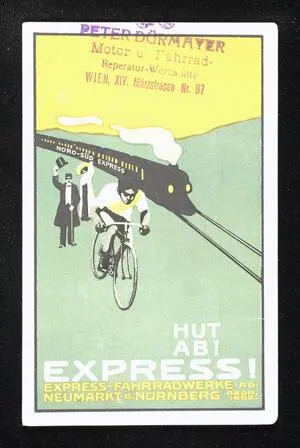 PETER DÜRMAYER
Motor u. Fahrrad-
Reperatur-Werkstätte
WIEN, XIV. Märzstrasse Nr. 97
NORD-SÜD EXPRESS
HUT
AB!
EXPRESS!
EXPRESS-FAHRRADWERKE A.G.
NEUMARKT B. NÜRNBERG